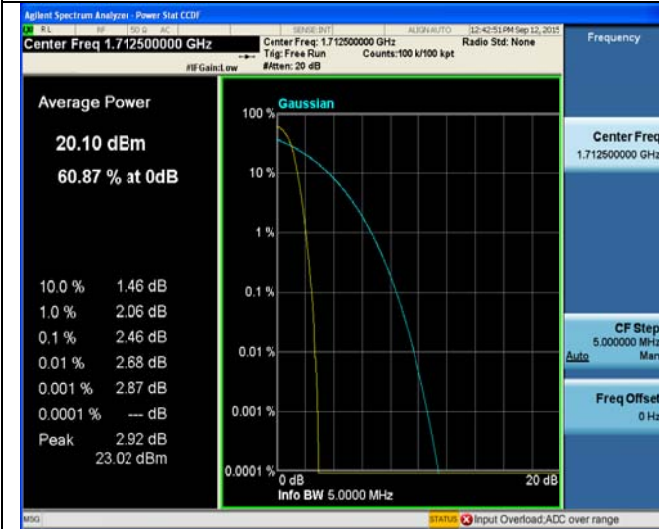 Agilent Spectrum Analyzer - Power Stat CCDF
RL RF 50 Ω AC SENSE:INT ALIGN AUTO 12:42:51 PM Sep 12, 2015
Center Freq 1.712500000 GHz
#IFGain:Low
Center Freq: 1.712500000 GHz Radio Std: None
Trig: Free Run Counts:100 k/100 kpt
#Atten: 20 dB
Frequency
Average Power
20.10 dBm
60.87 % at 0dB
10.0 % 1.46 dB
1.0 % 2.06 dB
0.1 % 2.46 dB
0.01 % 2.68 dB
0.001 % 2.87 dB
0.0001 % --- dB
Peak 2.92 dB
23.02 dBm
Gaussian
100 %
10 %
1 %
0.1 %
0.01 %
0.001 %
0.0001 %
0 dB 20 dB
Info BW 5.0000 MHz
Center Freq
1.712500000 GHz
CF Step
5.000000 MHz
Auto Man
Freq Offset
0 Hz
MSG STATUS Input Overload;ADC over range